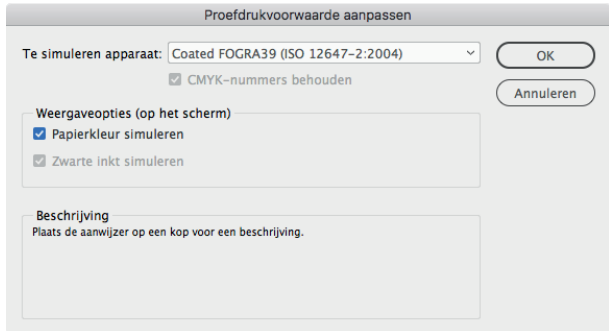 Proefdrukvoorwaarde aanpassen
Te simuleren apparaat: Coated FOGRA39 (ISO 12647-2:2004) OK
CMYK-nummers behouden
Annuleren
Weergaveopties (op het scherm)
Papierkleur simuleren
Zwarte inkt simuleren
Beschrijving
Plaats de aanwijzer op een kop voor een beschrijving.